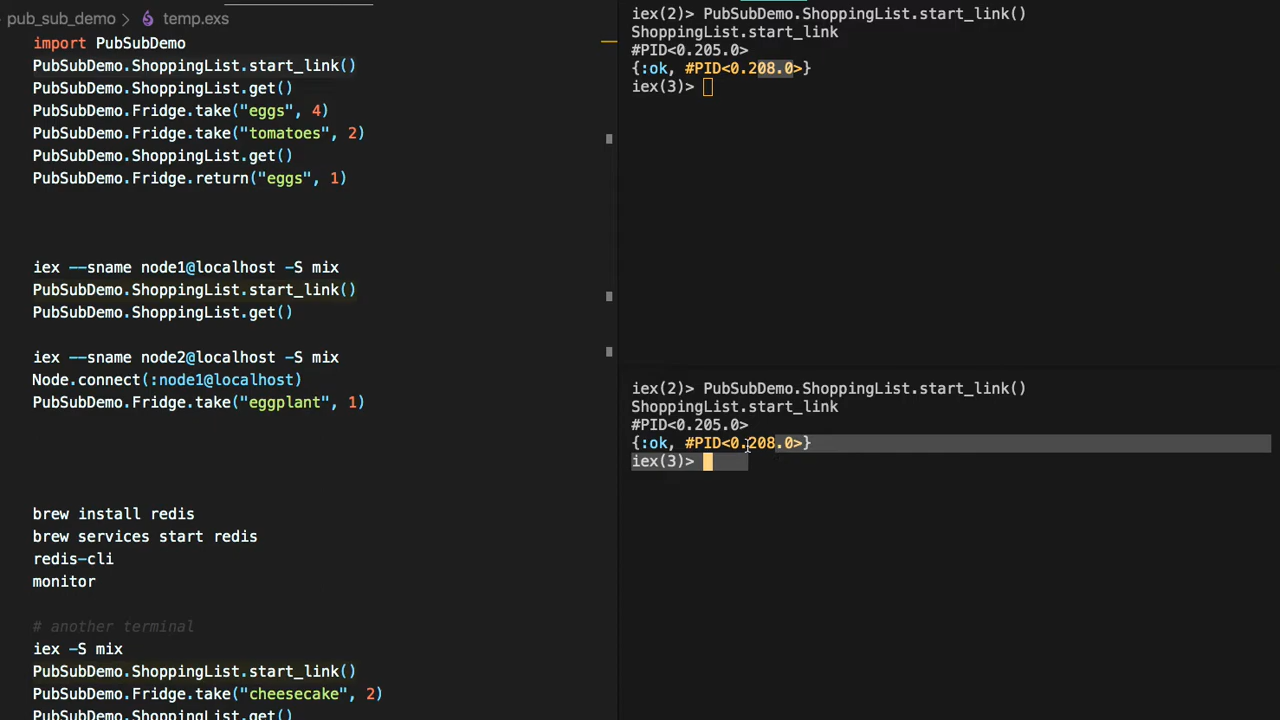 pub_sub_demo > temp.exs
import PubSubDemo
PubSubDemo.ShoppingList.start_link()
PubSubDemo.ShoppingList.get()
PubSubDemo.Fridge.take("eggs", 4)
PubSubDemo.Fridge.take("tomatoes", 2)
PubSubDemo.ShoppingList.get()
PubSubDemo.Fridge.return("eggs", 1)
iex --sname node1@localhost -S mix
PubSubDemo.ShoppingList.start_link()
PubSubDemo.ShoppingList.get()
iex --sname node2@localhost -S mix
Node.connect(:node1@localhost)
PubSubDemo.Fridge.take("eggplant", 1)
brew install redis
brew services start redis
redis-cli
monitor
# another terminal
iex -S mix
PubSubDemo.ShoppingList.start_link()
PubSubDemo.Fridge.take("cheesecake", 2)
PubSubDemo.ShoppingList.get()
iex(2)> PubSubDemo.ShoppingList.start_link()
ShoppingList.start_link
#PID<0.205.0>
{:ok, #PID<0.208.0>}
iex(3)>
iex(2)> PubSubDemo.ShoppingList.start_link()
ShoppingList.start_link
#PID<0.205.0>
{:ok, #PID<0.208.0>}
iex(3)>